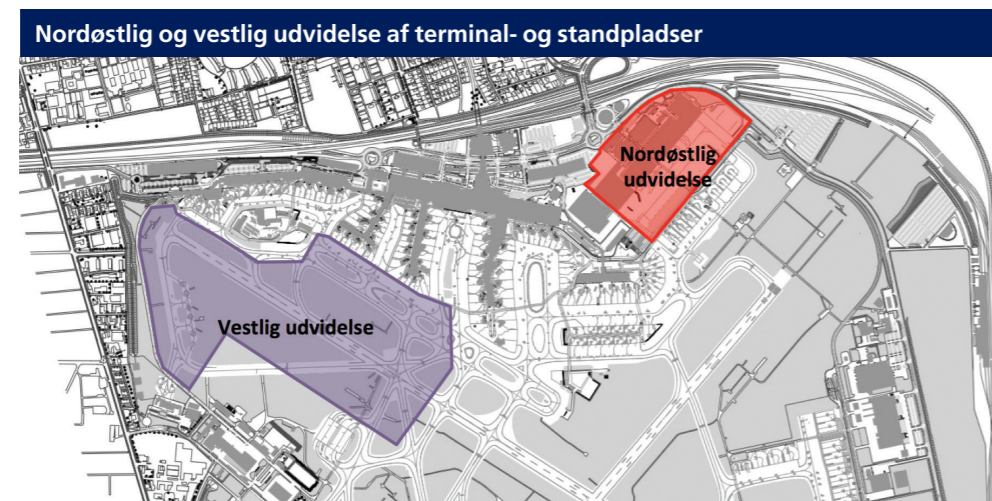 Nordøstlig og vestlig udvidelse af terminal- og standpladser
Nordøstlig
udvidelse
Vestlig udvidelse